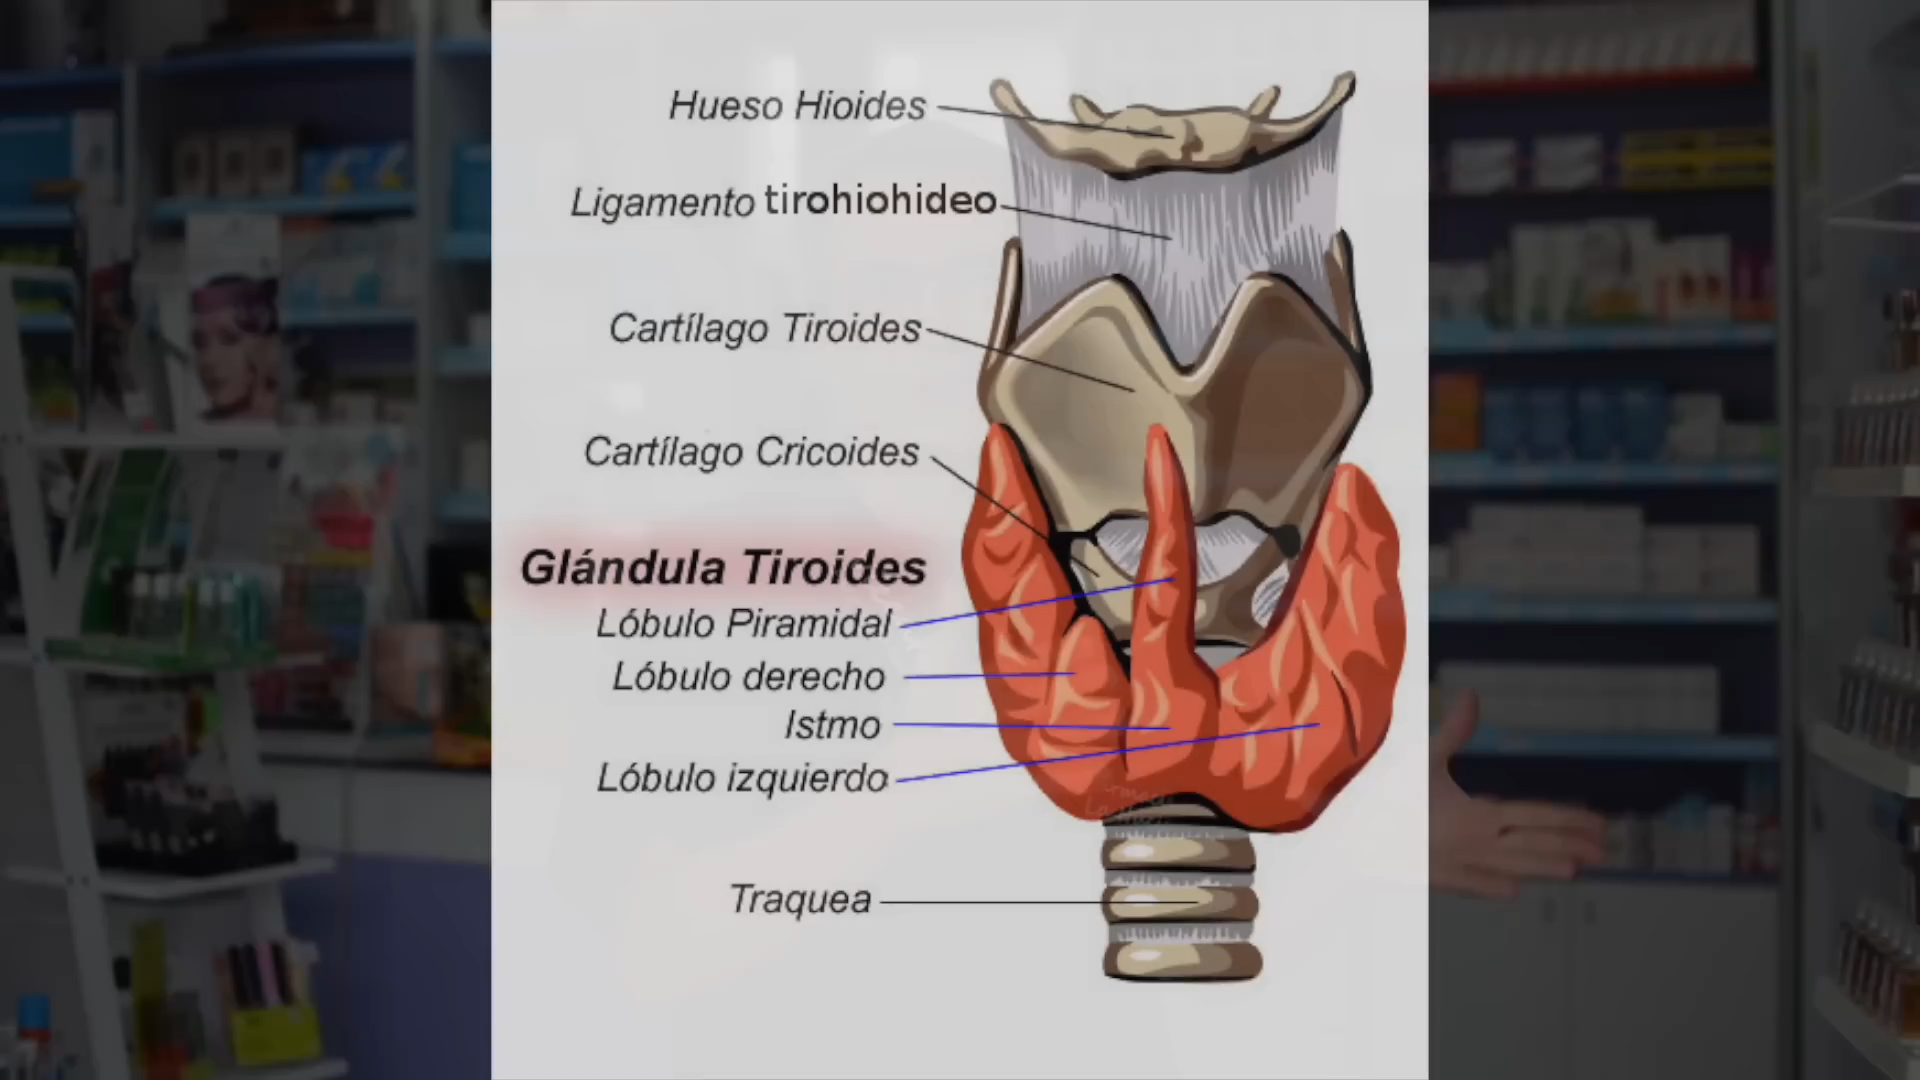 Hueso Hioides
Ligamento tirohiohideo
Cartílago Tiroides
Cartílago Cricoides
Glándula Tiroides
Lóbulo Piramidal
Lóbulo derecho
Istmo
Lóbulo izquierdo
Traquea